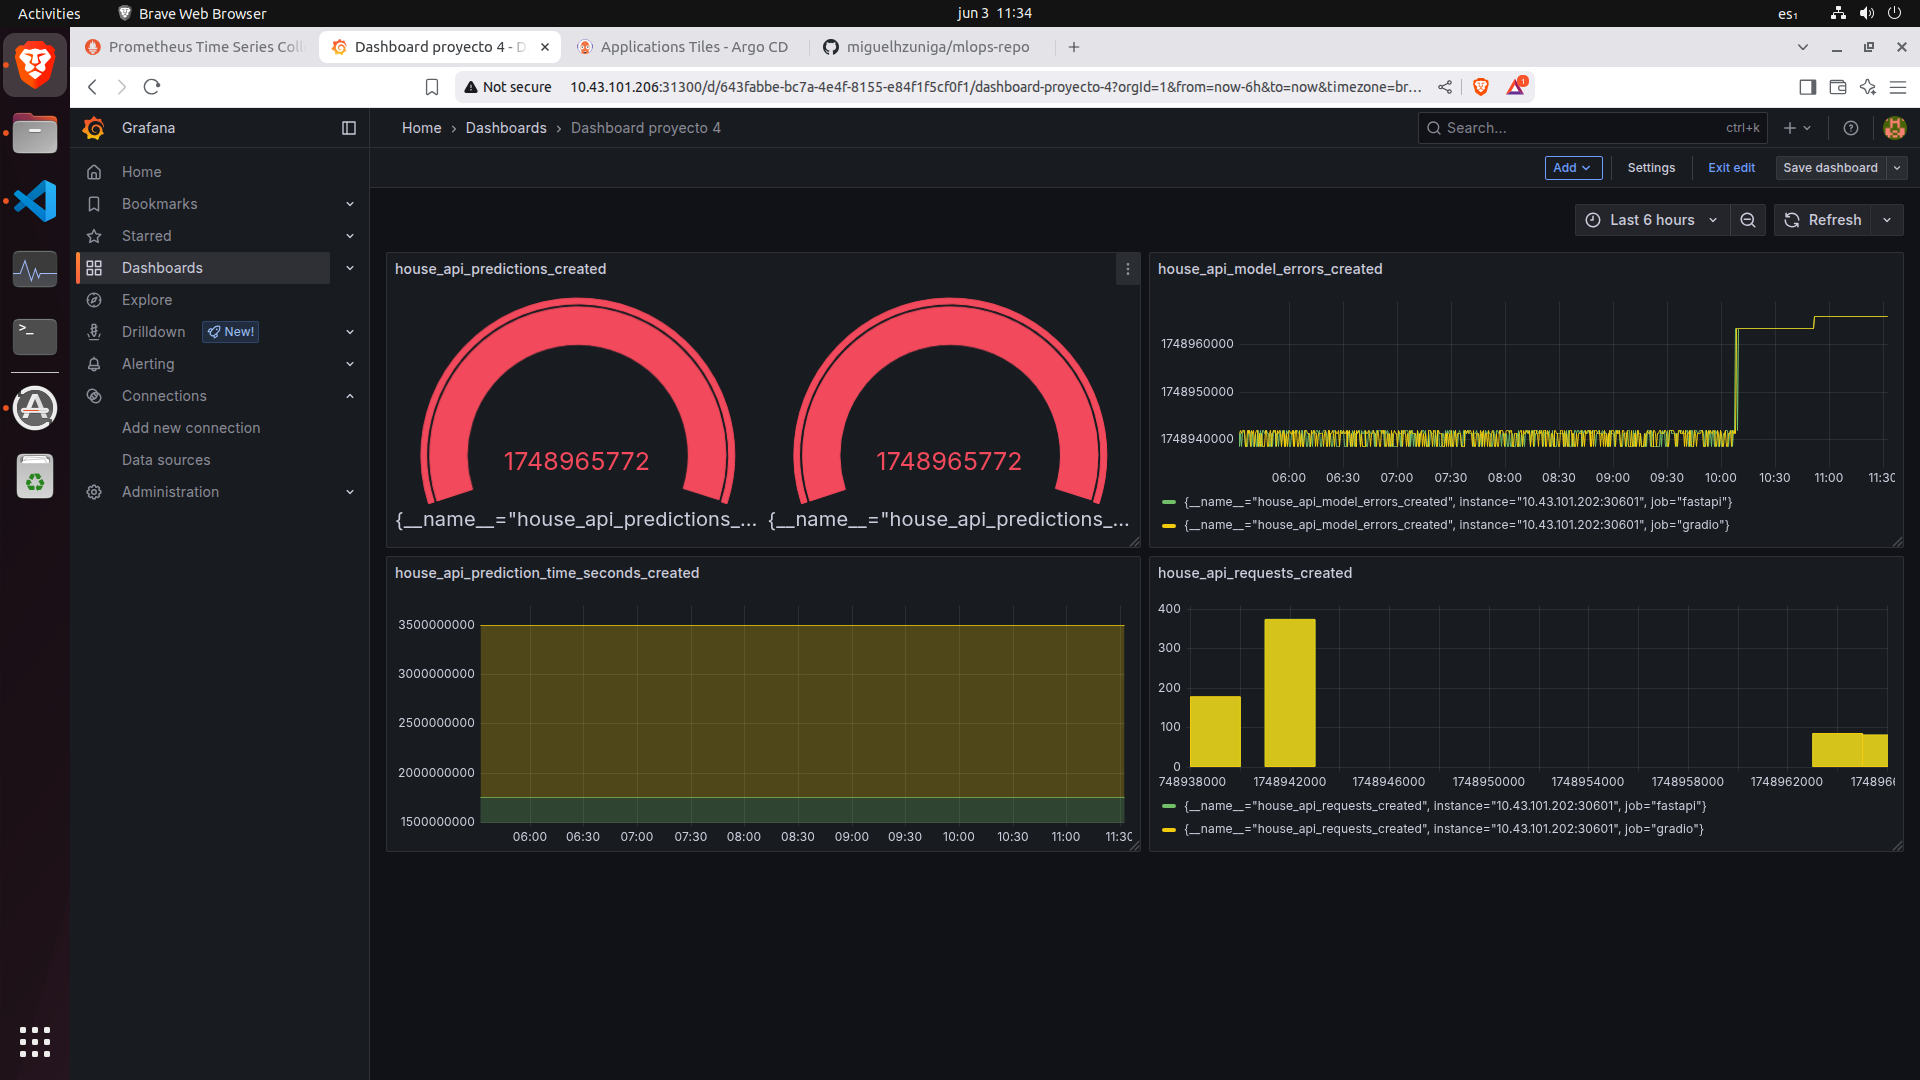 Activities
Brave Web Browser
jun 3 11:34
es₁
Prometheus Time Series Coll
Dashboard proyecto 4 - D
Applications Tiles - Argo CD
miguelhzuniga/mlops-repo
Not secure
10.43.101.206:31300/d/643fabbe-bc7a-4e4f-8155-e84f1f5cf0f1/dashboard-proyecto-4?orgId=1&from=now-6h&to=now&timezone=br…
1
Grafana
Home › Dashboards › Dashboard proyecto 4
Search...
ctrl+k
Home
Bookmarks
Starred
Dashboards
Explore
Drilldown
New!
Alerting
Connections
Add new connection
Data sources
Administration
Add
Settings
Exit edit
Save dashboard
Last 6 hours
Refresh
house_api_predictions_created
1748965772
1748965772
{__name__="house_api_predictions_...
{__name__="house_api_predictions_...
house_api_model_errors_created
1748960000
1748950000
1748940000
06:00 06:30 07:00 07:30 08:00 08:30 09:00 09:30 10:00 10:30 11:00 11:30
{__name__="house_api_model_errors_created", instance="10.43.101.202:30601", job="fastapi"}
{__name__="house_api_model_errors_created", instance="10.43.101.202:30601", job="gradio"}
house_api_prediction_time_seconds_created
3500000000
3000000000
2500000000
2000000000
1500000000
06:00 06:30 07:00 07:30 08:00 08:30 09:00 09:30 10:00 10:30 11:00 11:30
house_api_requests_created
400
300
200
100
0
748938000 1748942000 1748946000 1748950000 1748954000 1748958000 1748962000 174896
{__name__="house_api_requests_created", instance="10.43.101.202:30601", job="fastapi"}
{__name__="house_api_requests_created", instance="10.43.101.202:30601", job="gradio"}